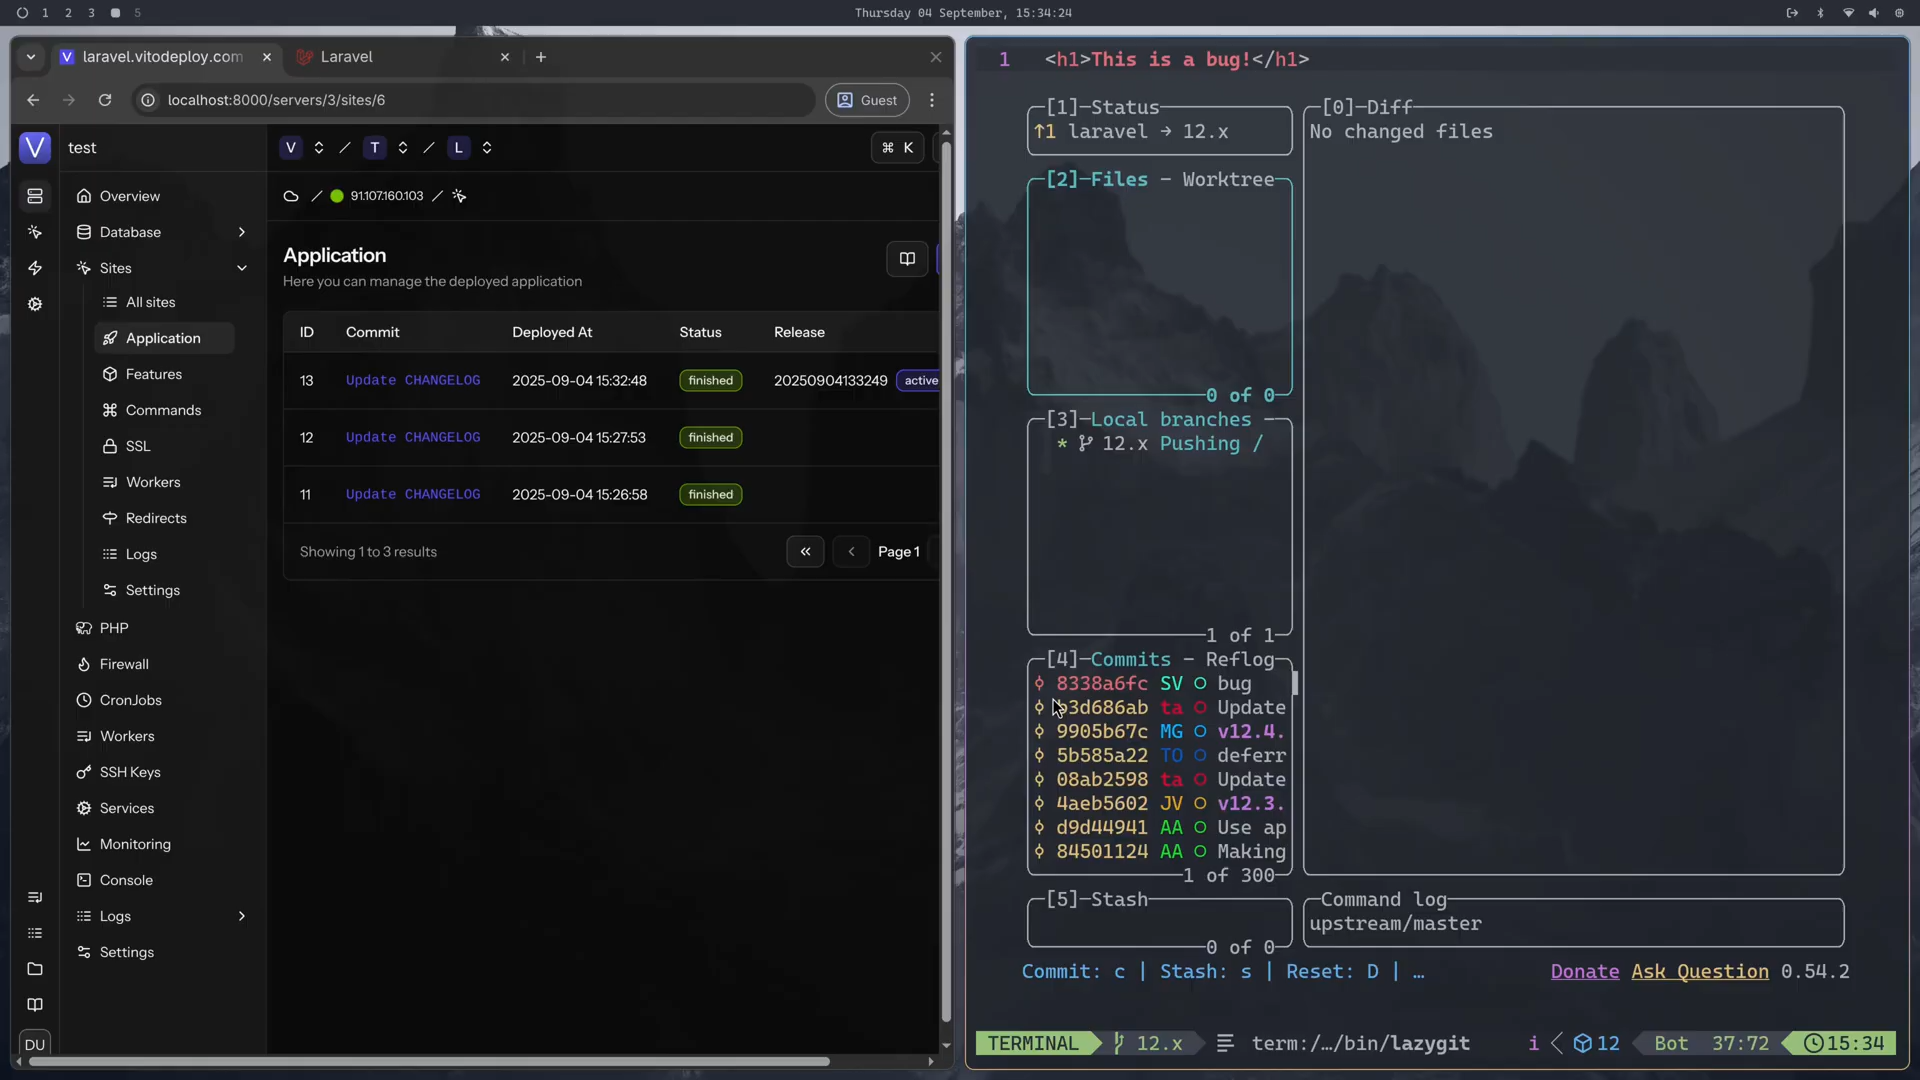 1 2 3 5
Thursday 04 September, 15:34:24
laravel.vitodeploy.com
Laravel
localhost:8000/servers/3/sites/6
Guest
V
test
V / T / L
⌘ K
/ 91.107.160.103 /
Overview
Database
Sites
All sites
Application
Features
Commands
SSL
Workers
Redirects
Logs
Settings
PHP
Firewall
CronJobs
Workers
SSH Keys
Services
Monitoring
Console
Logs
Settings
DU
Application
Here you can manage the deployed application
ID Commit Deployed At Status Release
13 Update CHANGELOG 2025-09-04 15:32:48 finished 20250904133249 active
12 Update CHANGELOG 2025-09-04 15:27:53 finished
11 Update CHANGELOG 2025-09-04 15:26:58 finished
Showing 1 to 3 results
« ‹ Page 1
1 <h1>This is a bug!</h1>
[1]─Status
↑1 laravel → 12.x
[2]─Files - Worktree
0 of 0
[3]─Local branches -
* 12.x Pushing /
1 of 1
[4]─Commits - Reflog
8338a6fc SV bug
b3d686ab ta Update
9905b67c MG v12.4.
5b585a22 TO deferr
08ab2598 ta Update
4aeb5602 JV v12.3.
d9d44941 AA Use ap
84501124 AA Making
1 of 300
[5]─Stash
0 of 0
[0]─Diff
No changed files
Command log
upstream/master
Commit: c | Stash: s | Reset: D | …
Donate Ask Question 0.54.2
TERMINAL 12.x term:/…/bin/lazygit i 12 Bot 37:72 15:34